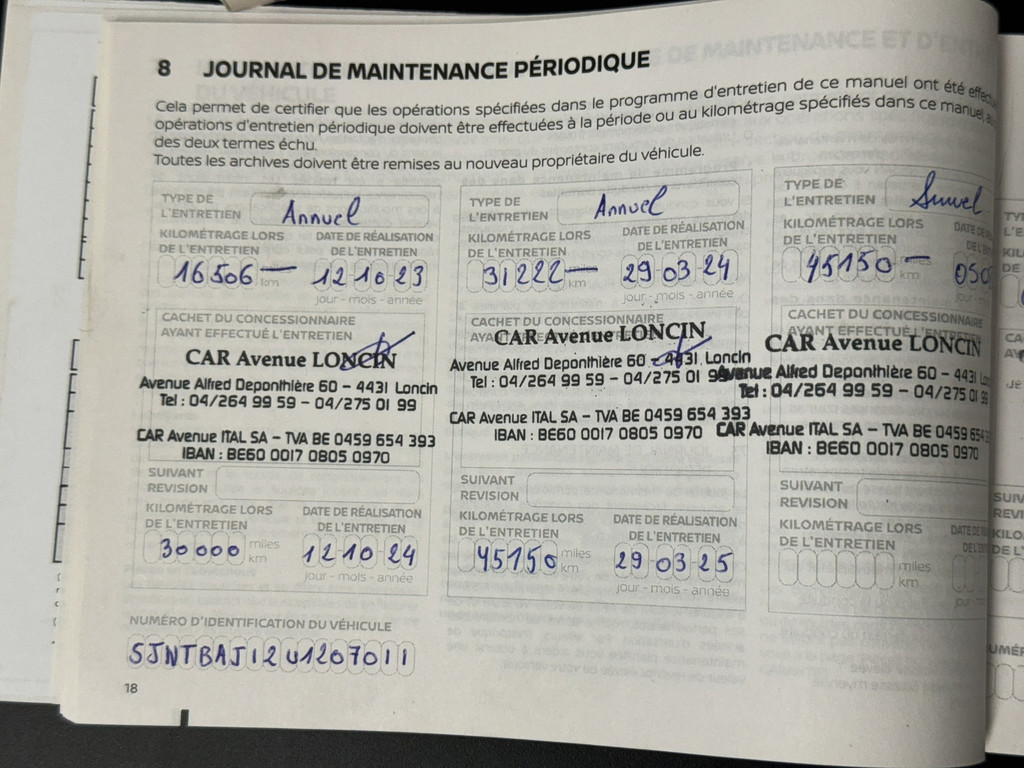 8 JOURNAL DE MAINTENANCE PÉRIODIQUE
Cela permet de certifier que les opérations spécifiées dans le programme d'entretien de ce manuel ont été
opérations d'entretien périodique doivent être effectuées à la période ou au kilométrage spécifiés dans ce manuel,
des deux termes échu.
Toutes les archives doivent être remises au nouveau propriétaire du véhicule.
TYPE DE
L'ENTRETIEN Annuel
KILOMÉTRAGE LORS DATE DE RÉALISATION
DE L'ENTRETIEN DE L'ENTRETIEN
16506 km 12 10 23
jour - mois - année
CACHET DU CONCESSIONNAIRE
AYANT EFFECTUÉ L'ENTRETIEN
CAR Avenue LONCIN
Avenue Alfred Deponthière 60 – 4431 Loncin
Tel : 04/264 99 59 – 04/275 01 99
CAR Avenue ITAL SA – TVA BE 0459 654 393
IBAN : BE60 0017 0805 0970
SUIVANT
REVISION
KILOMÉTRAGE LORS DATE DE RÉALISATION
DE L'ENTRETIEN DE L'ENTRETIEN
30000 miles
km 12 10 24
jour - mois - année
TYPE DE
L'ENTRETIEN Annuel
KILOMÉTRAGE LORS DATE DE RÉALISATION
DE L'ENTRETIEN DE L'ENTRETIEN
31222 km 29 03 24
jour - mois - année
CACHET DU CONCESSIONNAIRE
CAR Avenue LONCIN
Avenue Alfred Deponthière 60 – 4431 Loncin
Tel : 04/264 99 59 – 04/275 01
CAR Avenue ITAL SA – TVA BE 0459 654 393
IBAN : BE60 0017 0805 0970
SUIVANT
REVISION
KILOMÉTRAGE LORS DATE DE RÉALISATION
DE L'ENTRETIEN DE L'ENTRETIEN
45150 miles
km 29 03 25
jour - mois - année
TYPE DE
L'ENTRETIEN
KILOMÉTRAGE LORS
DE L'ENTRETIEN
45150 miles
km
CACHET DU CONCESSIONNAIRE
AYANT EFFECTUÉ L'ENTRETIEN
CAR Avenue LONCIN
Avenue Alfred Deponthière 60 – 4431
Tel : 04/264 99 59 – 04/275 01 99
CAR Avenue ITAL SA – TVA BE 0459 654
IBAN : BE60 0017 0805 0970
SUIVANT
REVISION
KILOMÉTRAGE LORS
DE L'ENTRETIEN
miles
km
NUMÉRO D'IDENTIFICATION DU VÉHICULE
SJNTBAJ12U1207011
18